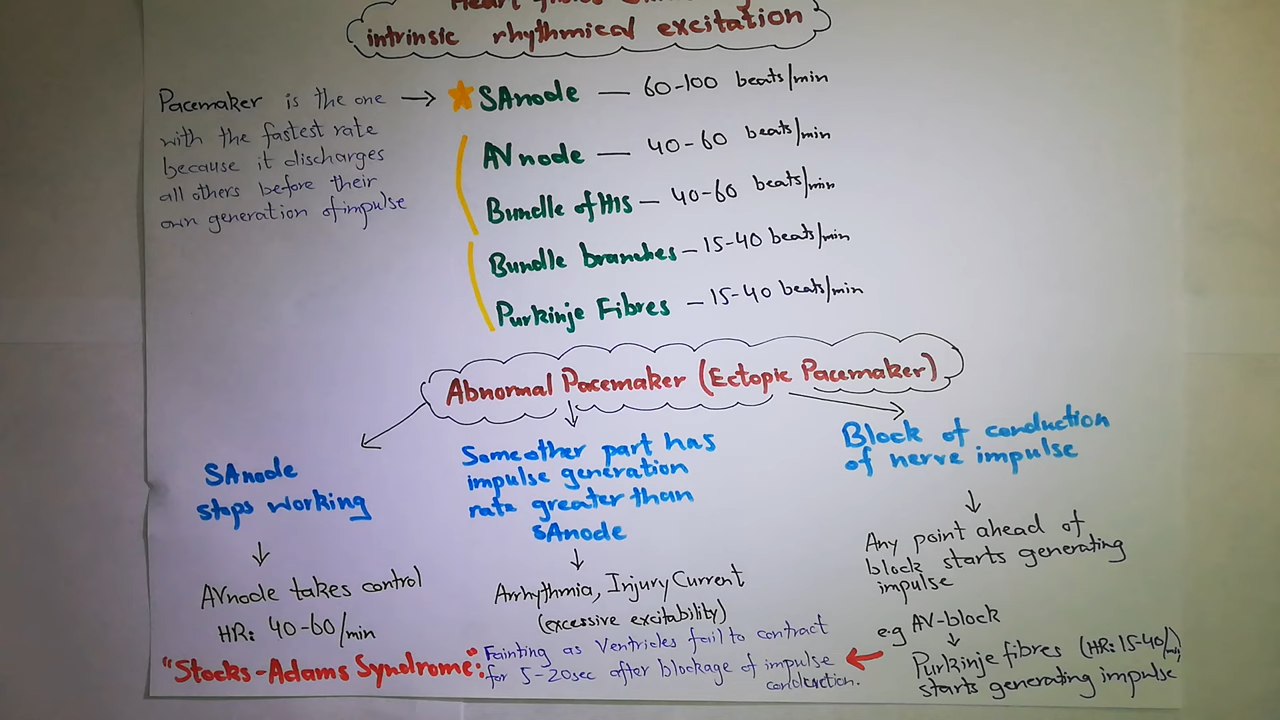 Heart
intrinsic rhythmical excitation
Pacemaker is the one →
with the fastest rate
because it discharges
all others before their
own generation of impulse
SAnode — 60-100 beats/min
AVnode — 40-60 beats/min
Bundle of His — 40-60 beats/min
Bundle branches — 15-40 beats/min
Purkinje Fibres — 15-40 beats/min
Abnormal Pacemaker (Ectopic Pacemaker)
SAnode
stops working
AVnode takes control
HR: 40-60/min
Some other part has
impulse generation
rate greater than
SAnode
Arrhythmia, Injury Current
(excessive excitability)
Block of conduction
of nerve impulse
Any point ahead of
block starts generating
impulse
e.g AV-block
Purkinje fibres (HR: 15-40/min)
starts generating impulse
"Stocks-Adams Syndrome":
Fainting as Ventricles fail to contract
for 5-20sec after blockage of impulse
conduction.